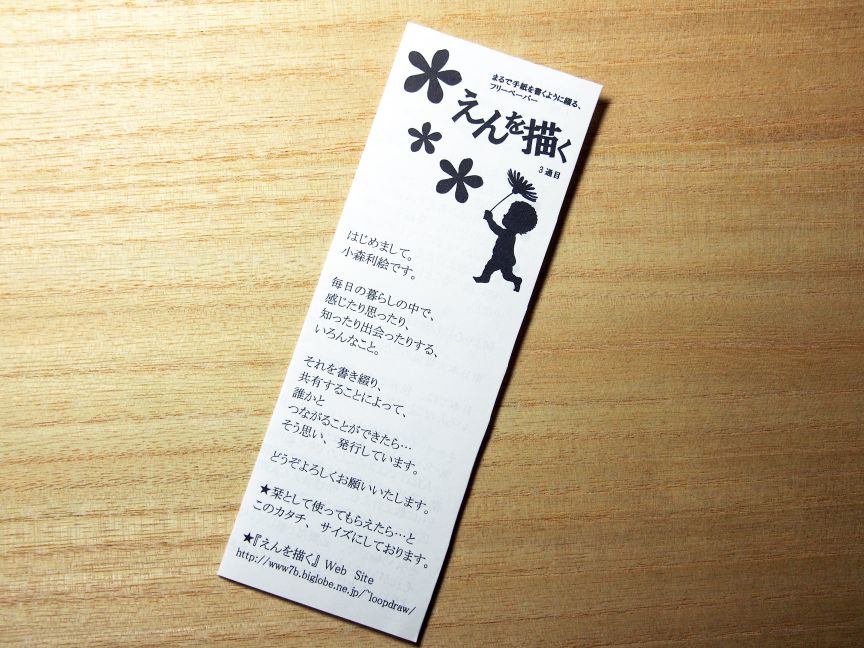 まるで手紙を書くように綴る、
フリーペーパー
えんを描く
3通目
はじめまして。
小森利絵です。
毎日の暮らしの中で、
感じたり思ったり、
知ったり出会ったりする、
いろんなこと。
それを書き綴り、
共有することによって、
誰かと
つながることができたら…
そう思い、発行しています。
どうぞよろしくお願いいたします。
★栞として使ってもらえたら…と
このカタチ、サイズにしております。
★『えんを描く』 Web Site
http://www7b.biglobe.ne.jp/~loopdraw/